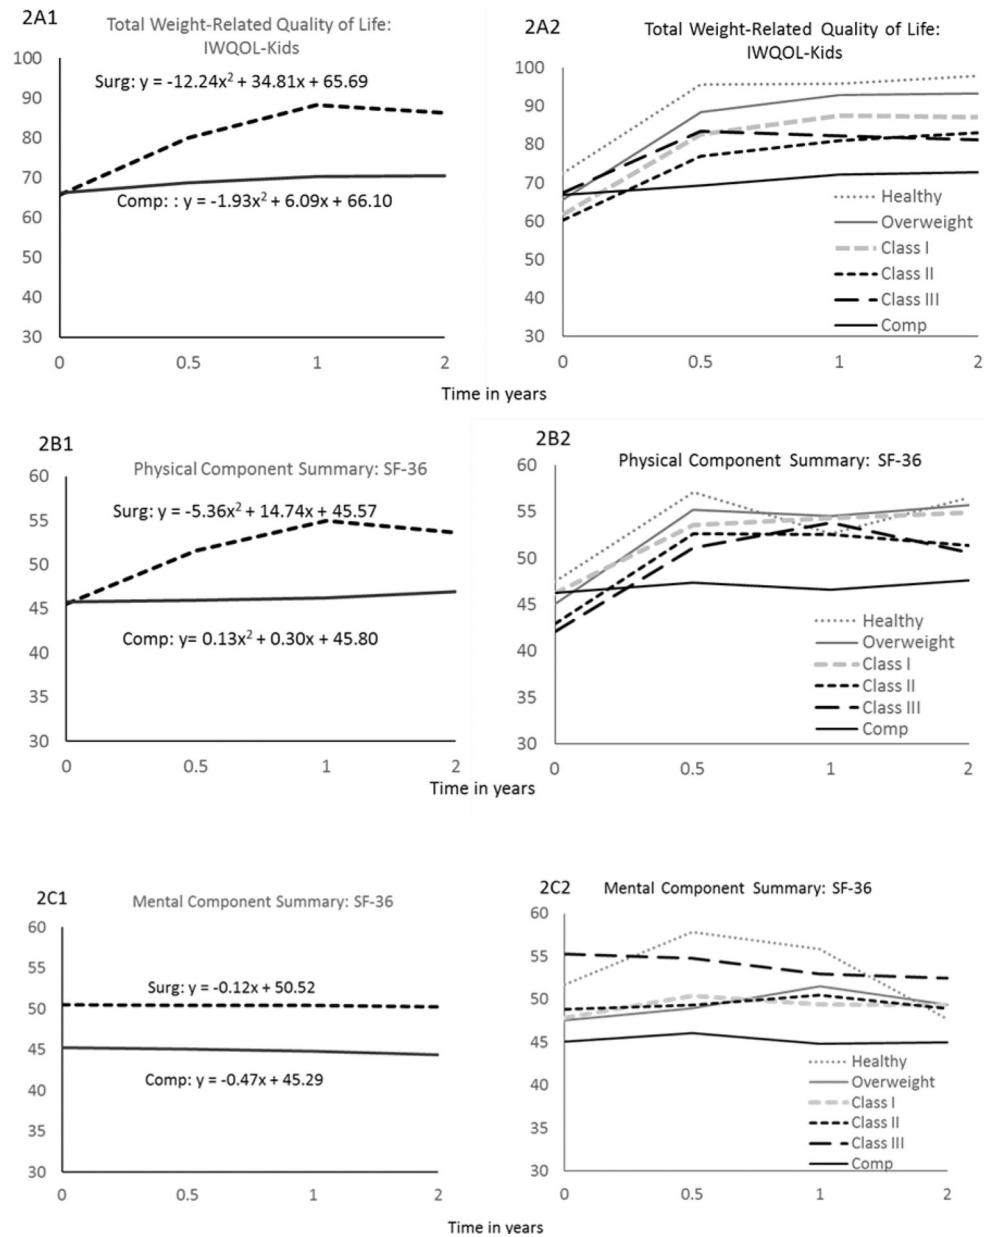 2A1
Total Weight-Related Quality of Life:
IWQOL-Kids
100
90
80
70
60
50
40
30
Surg: y = -12.24x² + 34.81x + 65.69
Comp: : y = -1.93x² + 6.09x + 66.10
0
0.5
1
2
2A2
Total Weight-Related Quality of Life:
IWQOL-Kids
100
90
80
70
60
50
40
30
Healthy
Overweight
Class I
Class II
Class III
Comp
0
0.5
1
2
Time in years
2B1
Physical Component Summary: SF-36
60
55
50
45
40
35
30
Surg: y = -5.36x² + 14.74x + 45.57
Comp: y= 0.13x² + 0.30x + 45.80
0
0.5
1
2
2B2
Physical Component Summary: SF-36
60
55
50
45
40
35
30
Healthy
Overweight
Class I
Class II
Class III
Comp
0
0.5
1
2
Time in years
2C1
Mental Component Summary: SF-36
60
55
50
45
40
35
30
Surg: y = -0.12x + 50.52
Comp: y = -0.47x + 45.29
0
0.5
1
2
2C2
Mental Component Summary: SF-36
60
55
50
45
40
35
30
Healthy
Overweight
Class I
Class II
Class III
Comp
0
0.5
1
2
Time in years